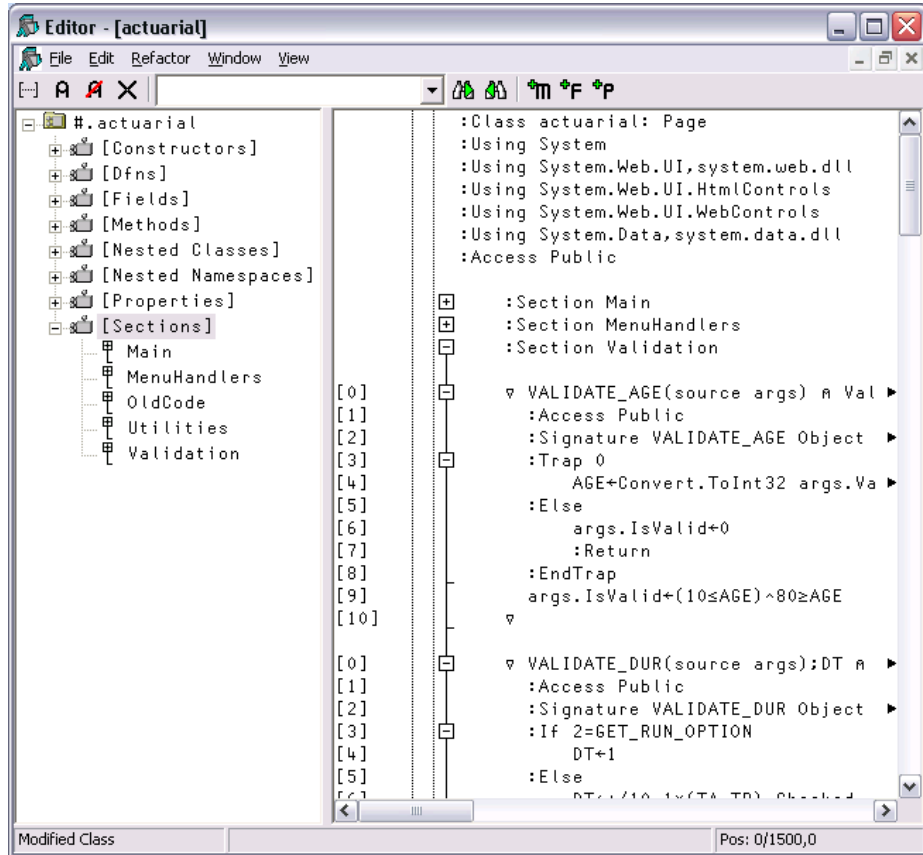 Editor - [actuarial]
File Edit Refactor Window View
#.actuarial
[Constructors]
[Dfns]
[Fields]
[Methods]
[Nested Classes]
[Nested Namespaces]
[Properties]
[Sections]
Main
MenuHandlers
OldCode
Utilities
Validation
:Class actuarial: Page
:Using System
:Using System.Web.UI,system.web.dll
:Using System.Web.UI.HtmlControls
:Using System.Web.UI.WebControls
:Using System.Data,system.data.dll
:Access Public
:Section Main
:Section MenuHandlers
:Section Validation
[0] ∇ VALIDATE_AGE(source args) ⍝ Val
[1] :Access Public
[2] :Signature VALIDATE_AGE Object
[3] :Trap 0
[4] AGE←Convert.ToInt32 args.Va
[5] :Else
[6] args.IsValid←0
[7] :Return
[8] :EndTrap
[9] args.IsValid←(10≤AGE)^80≥AGE
[10] ∇
[0] ∇ VALIDATE_DUR(source args);DT ⍝
[1] :Access Public
[2] :Signature VALIDATE_DUR Object
[3] :If 2=GET_RUN_OPTION
[4] DT←1
[5] :Else
Modified Class
Pos: 0/1500,0